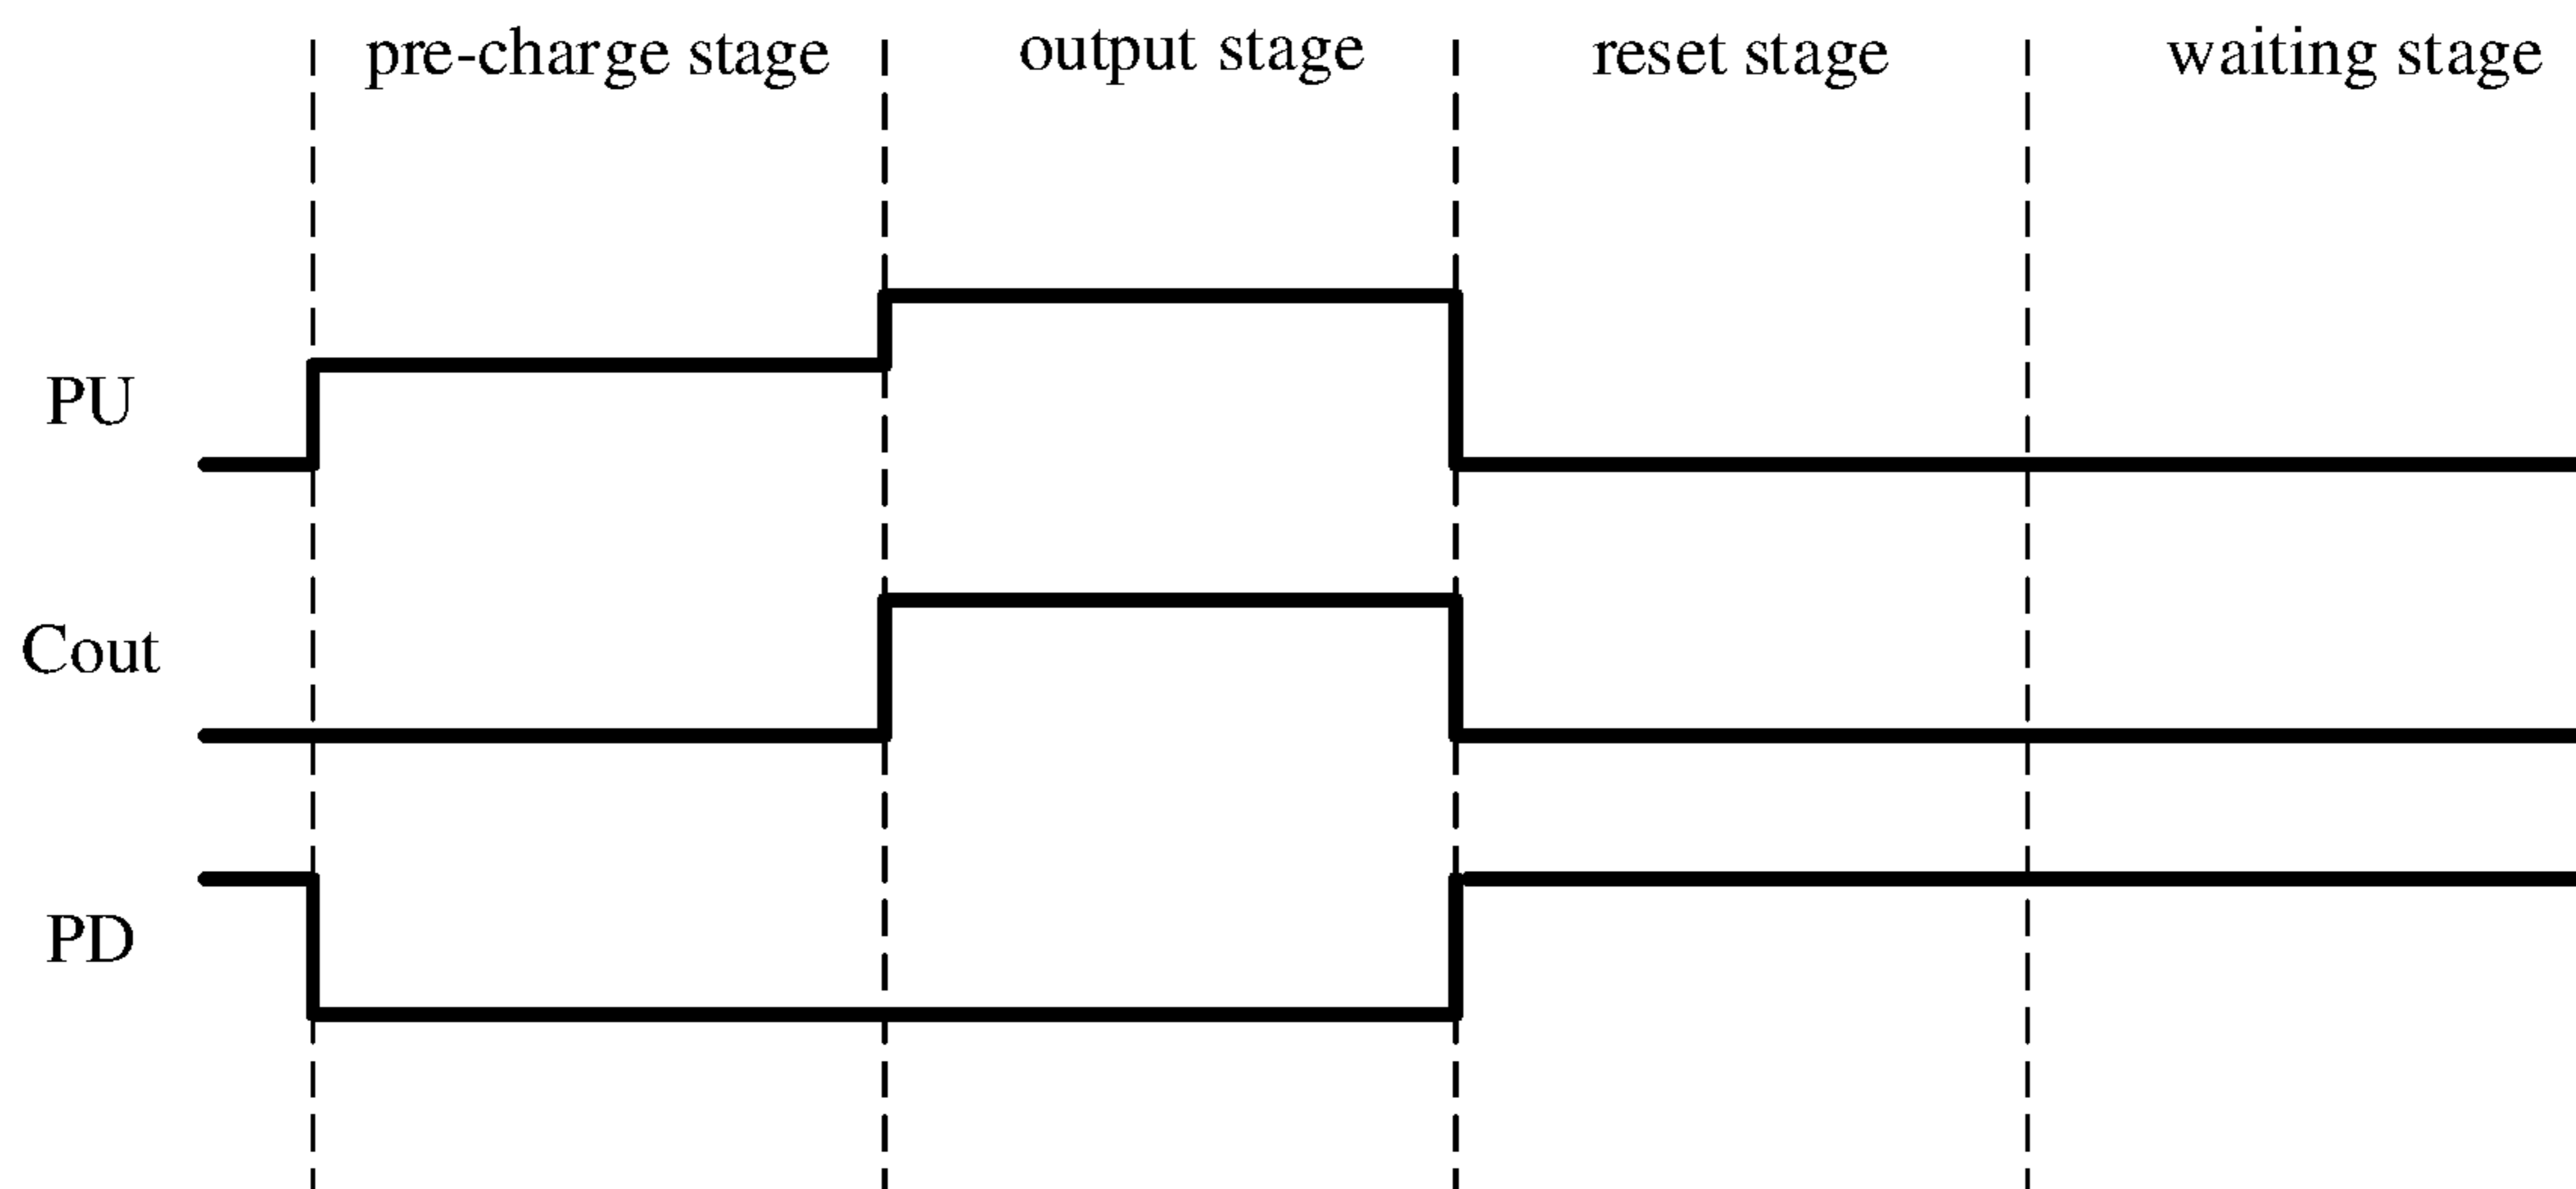 pre-charge stage
output stage
reset stage
waiting stage
PU
Cout
PD